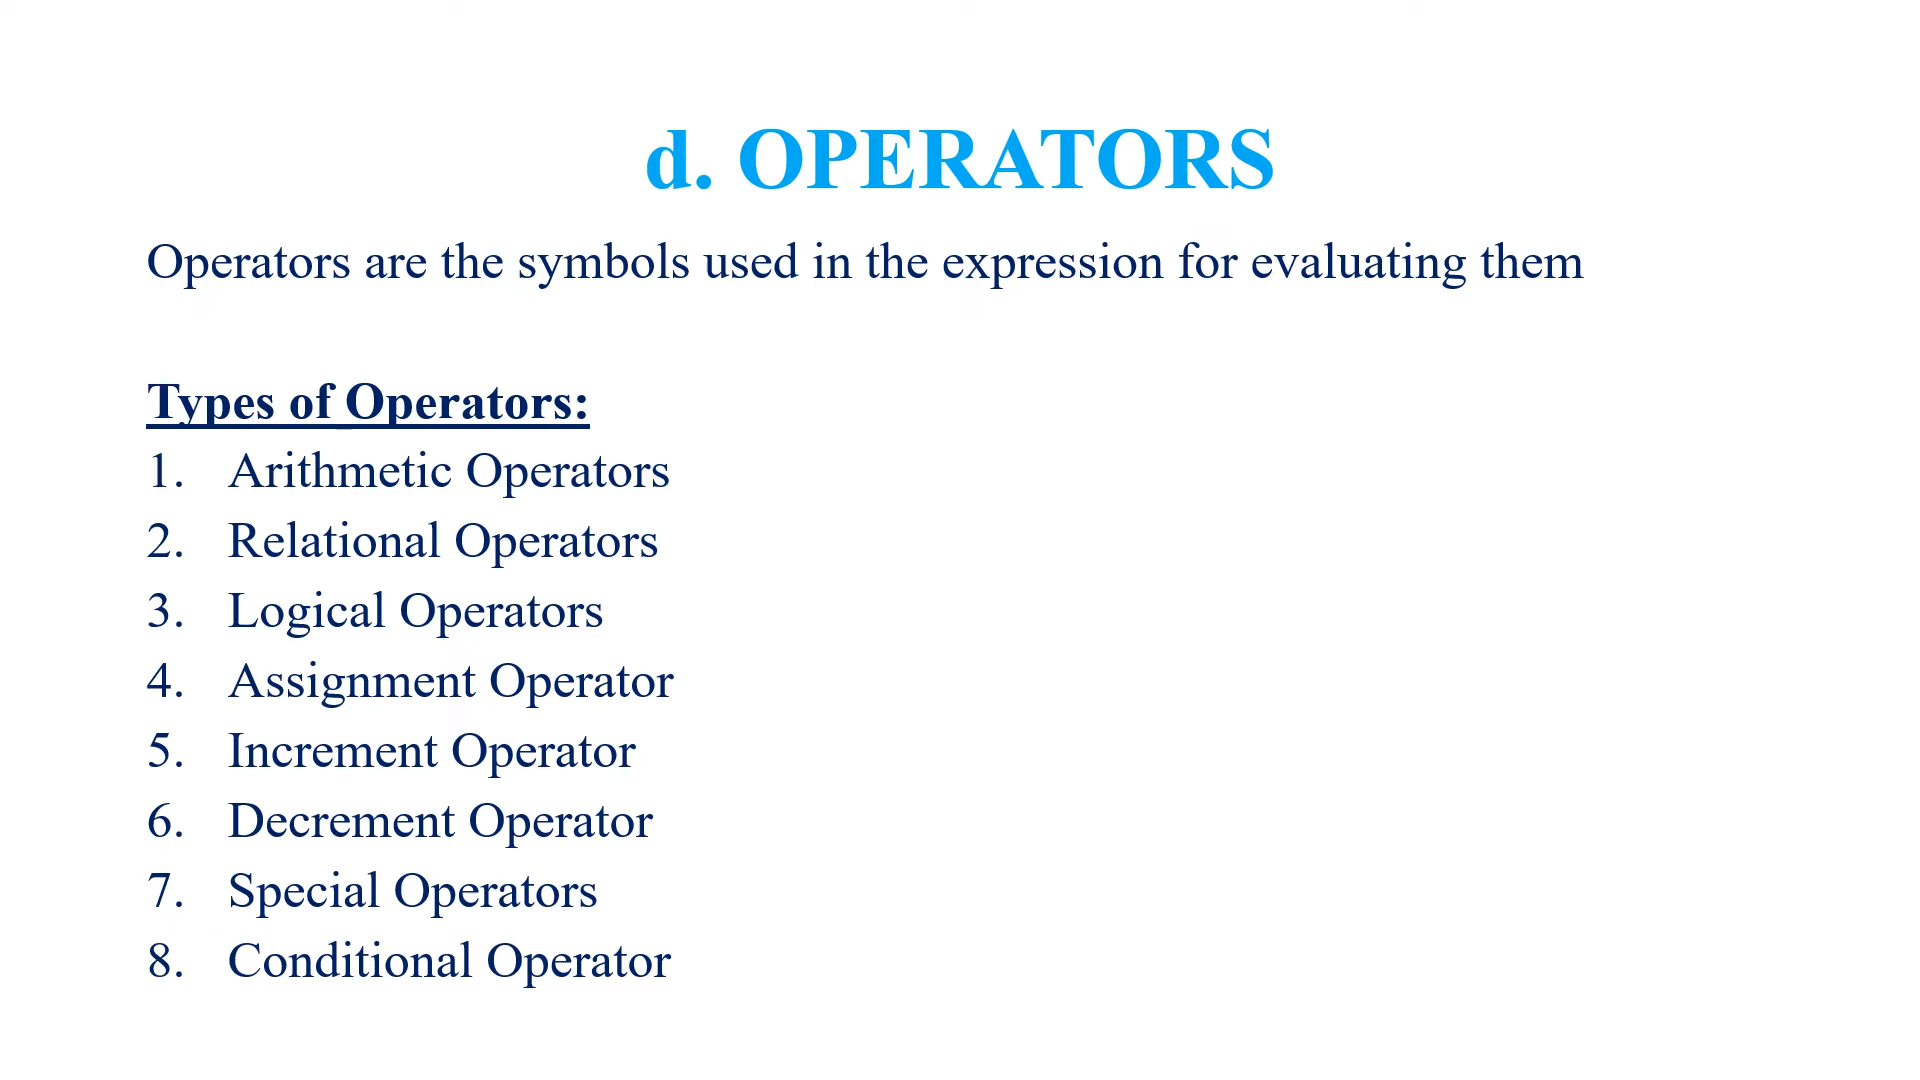 d. OPERATORS
Operators are the symbols used in the expression for evaluating them
Types of Operators:
1. Arithmetic Operators
2. Relational Operators
3. Logical Operators
4. Assignment Operator
5. Increment Operator
6. Decrement Operator
7. Special Operators
8. Conditional Operator